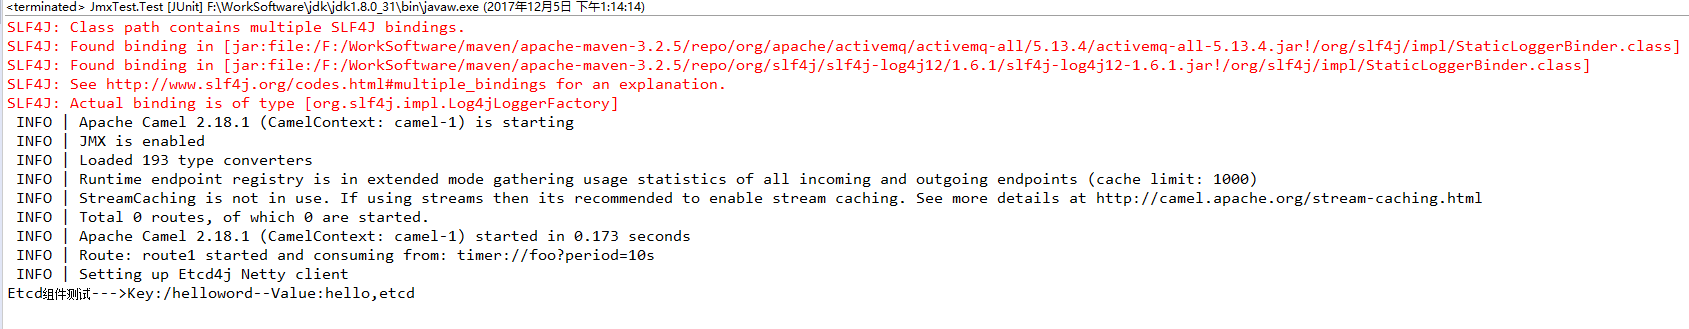 <terminated> JmxTest.Test [JUnit] F:\WorkSoftware\jdk\jdk1.8.0_31\bin\javaw.exe (2017年12月5日 下午1:14:14)
SLF4J: Class path contains multiple SLF4J bindings.
SLF4J: Found binding in [jar:file:/F:/WorkSoftware/maven/apache-maven-3.2.5/repo/org/apache/activemq/activemq-all/5.13.4/activemq-all-5.13.4.jar!/org/slf4j/impl/StaticLoggerBinder.class]
SLF4J: Found binding in [jar:file:/F:/WorkSoftware/maven/apache-maven-3.2.5/repo/org/slf4j/slf4j-log4j12/1.6.1/slf4j-log4j12-1.6.1.jar!/org/slf4j/impl/StaticLoggerBinder.class]
SLF4J: See http://www.slf4j.org/codes.html#multiple_bindings for an explanation.
SLF4J: Actual binding is of type [org.slf4j.impl.Log4jLoggerFactory]
INFO | Apache Camel 2.18.1 (CamelContext: camel-1) is starting
INFO | JMX is enabled
INFO | Loaded 193 type converters
INFO | Runtime endpoint registry is in extended mode gathering usage statistics of all incoming and outgoing endpoints (cache limit: 1000)
INFO | StreamCaching is not in use. If using streams then its recommended to enable stream caching. See more details at http://camel.apache.org/stream-caching.html
INFO | Total 0 routes, of which 0 are started.
INFO | Apache Camel 2.18.1 (CamelContext: camel-1) started in 0.173 seconds
INFO | Route: route1 started and consuming from: timer://foo?period=10s
INFO | Setting up Etcd4j Netty client
Etcd组件测试--->Key:/helloword--Value:hello,etcd